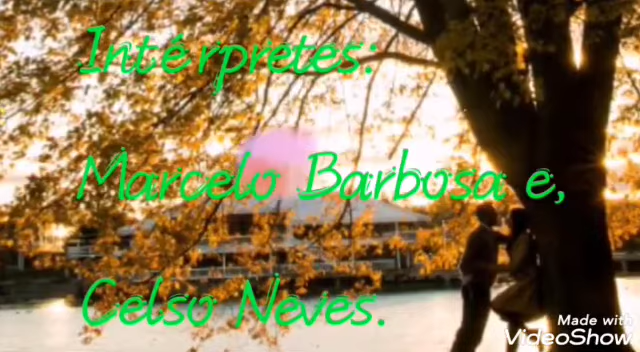 Intérpretes:
Marcelo Barbosa e,
Celso Neves.
Made with
VideoShow